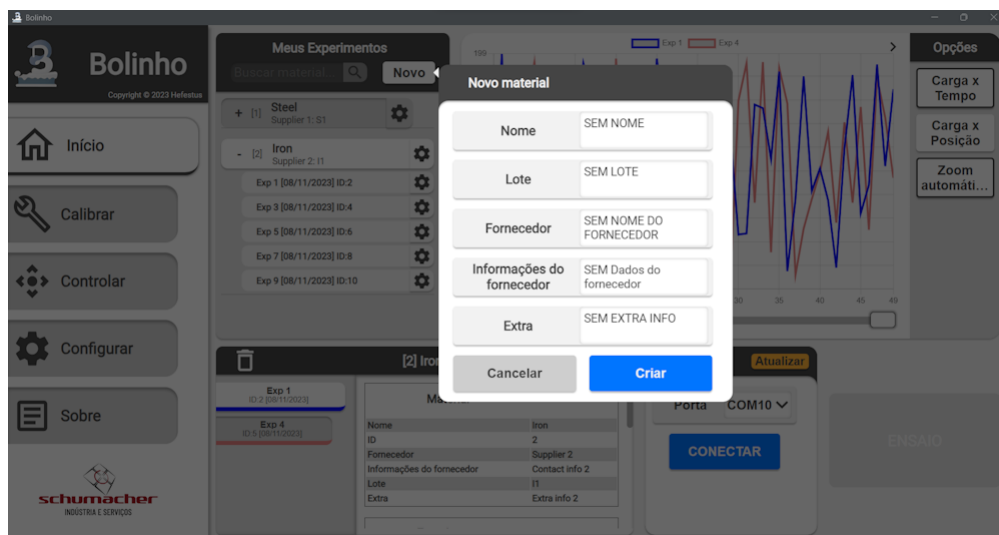 Bolinho
Bolinho
Copyright © 2023 Hefestus
Início
Calibrar
Controlar
Configurar
Sobre
schumacher
INDÚSTRIA E SERVIÇOS
Meus Experimentos
Buscar material...
Novo
+ [1] Steel
Supplier 1: S1
- [2] Iron
Supplier 2: I1
Exp 1 [08/11/2023] ID:2
Exp 3 [08/11/2023] ID:4
Exp 5 [08/11/2023] ID:6
Exp 7 [08/11/2023] ID:8
Exp 9 [08/11/2023] ID:10
199
Exp 1 Exp 4
30 35 40 45 49
Opções
Carga x
Tempo
Carga x
Posição
Zoom
automáti...
Novo material
Nome
SEM NOME
Lote
SEM LOTE
Fornecedor
SEM NOME DO
FORNECEDOR
Informações do
fornecedor
SEM Dados do
fornecedor
Extra
SEM EXTRA INFO
Cancelar
Criar
[2] Iron
Exp 1
ID:2 [08/11/2023]
Exp 4
ID:5 [08/11/2023]
Nome Iron
ID 2
Fornecedor Supplier 2
Informações do fornecedor Contact info 2
Lote I1
Extra Extra info 2
Atualizar
Porta COM10
CONECTAR
ENSAIO